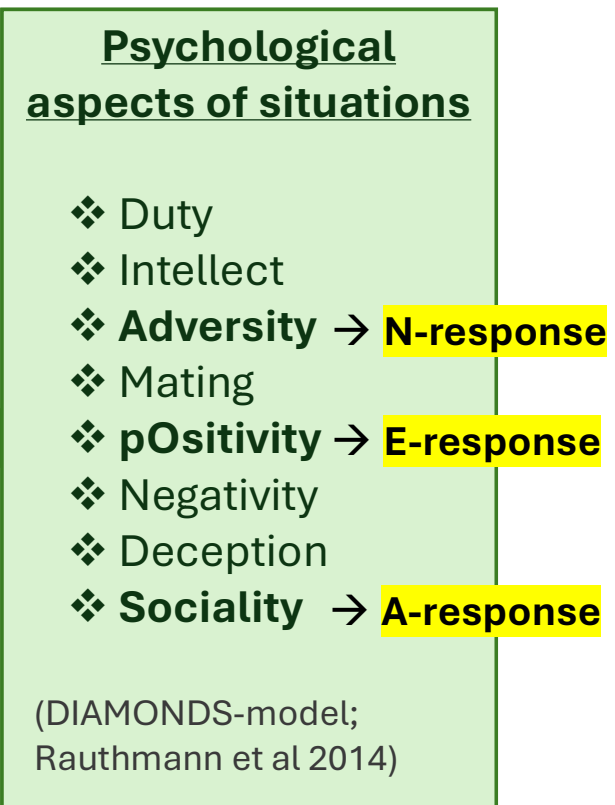 Psychological
aspects of situations
❖ Duty
❖ Intellect
❖ Adversity → N-response
❖ Mating
❖ pOsitivity → E-response
❖ Negativity
❖ Deception
❖ Sociality → A-response
(DIAMONDS-model;
Rauthmann et al 2014)